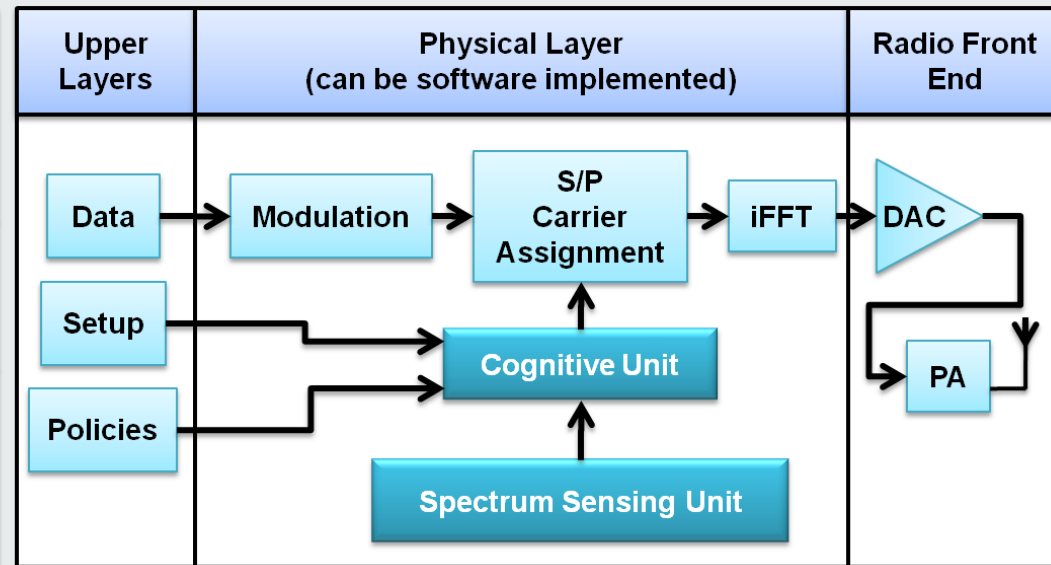 Upper
Layers
Physical Layer
(can be software implemented)
Radio Front
End
Data
Modulation
S/P
Carrier
Assignment
iFFT
DAC
Setup
Cognitive Unit
PA
Policies
Spectrum Sensing Unit